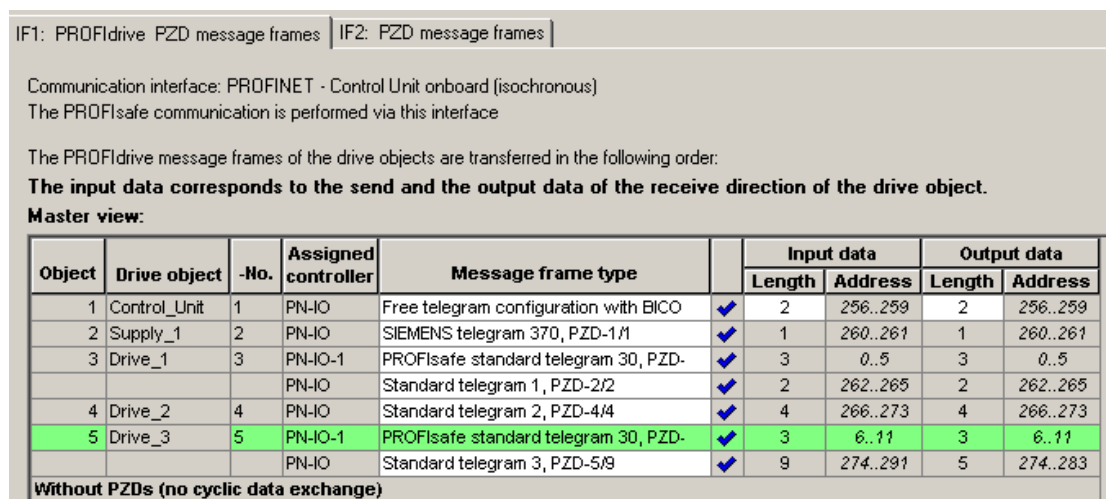 IF1: PROFIdrive PZD message frames IF2: PZD message frames
Communication interface: PROFINET - Control Unit onboard (isochronous)
The PROFIsafe communication is performed via this interface
The PROFIdrive message frames of the drive objects are transferred in the following order:
The input data corresponds to the send and the output data of the receive direction of the drive object.
Master view:
Object Drive object -No. Assigned controller Message frame type Input data Output data
Length Address Length Address
1 Control_Unit 1 PN-IO Free telegram configuration with BICO 2 256..259 2 256..259
2 Supply_1 2 PN-IO SIEMENS telegram 370, PZD-1/1 1 260..261 1 260..261
3 Drive_1 3 PN-IO-1 PROFIsafe standard telegram 30, PZD- 3 0..5 3 0..5
PN-IO Standard telegram 1, PZD-2/2 2 262..265 2 262..265
4 Drive_2 4 PN-IO Standard telegram 2, PZD-4/4 4 266..273 4 266..273
5 Drive_3 5 PN-IO-1 PROFIsafe standard telegram 30, PZD- 3 6..11 3 6..11
PN-IO Standard telegram 3, PZD-5/9 9 274..291 5 274..283
Without PZDs (no cyclic data exchange)